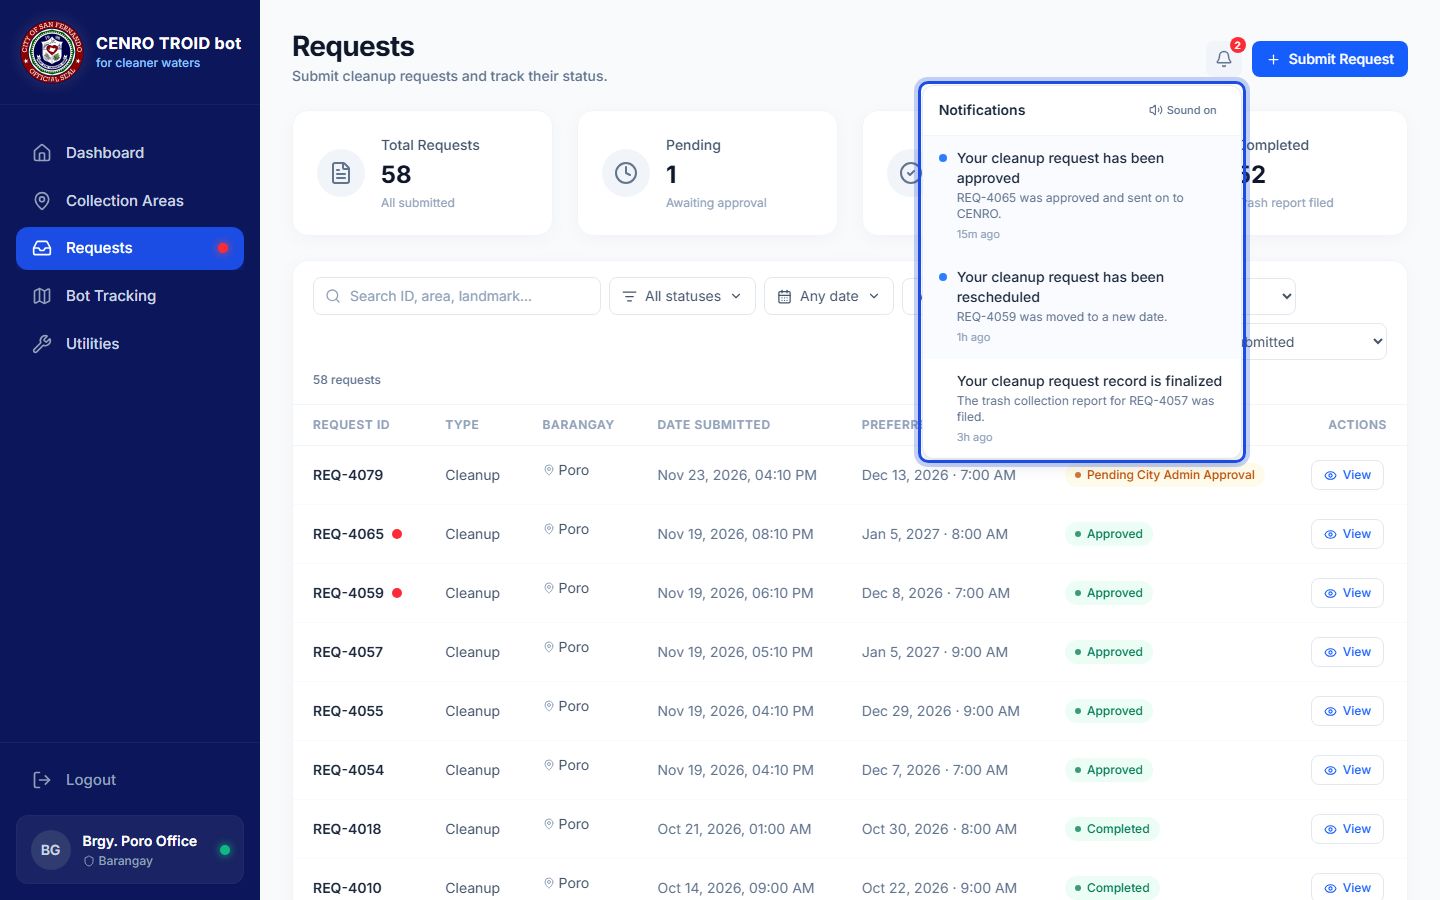 CITY OF SAN FERNANDO
OFFICIAL SEAL
CENRO TROID bot
for cleaner waters
Dashboard
Collection Areas
Requests
Bot Tracking
Utilities
Logout
BG
Brgy. Poro Office
Barangay
Requests
Submit cleanup requests and track their status.
2
Submit Request
Total Requests
58
All submitted
Pending
1
Awaiting approval
Notifications
Sound on
Your cleanup request has been
approved
REQ-4065 was approved and sent on to
CENRO.
15m ago
Your cleanup request has been
rescheduled
REQ-4059 was moved to a new date.
1h ago
Your cleanup request record is finalized
The trash collection report for REQ-4057 was
filed.
3h ago
ompleted
52
rash report filed
Search ID, area, landmark...
All statuses
Any date
bmitted
58 requests
REQUEST ID TYPE BARANGAY DATE SUBMITTED PREFERR ACTIONS
REQ-4079 Cleanup Poro Nov 23, 2026, 04:10 PM Dec 13, 2026 · 7:00 AM Pending City Admin Approval View
REQ-4065 Cleanup Poro Nov 19, 2026, 08:10 PM Jan 5, 2027 · 8:00 AM Approved View
REQ-4059 Cleanup Poro Nov 19, 2026, 06:10 PM Dec 8, 2026 · 7:00 AM Approved View
REQ-4057 Cleanup Poro Nov 19, 2026, 05:10 PM Jan 5, 2027 · 9:00 AM Approved View
REQ-4055 Cleanup Poro Nov 19, 2026, 04:10 PM Dec 29, 2026 · 9:00 AM Approved View
REQ-4054 Cleanup Poro Nov 19, 2026, 04:10 PM Dec 7, 2026 · 7:00 AM Approved View
REQ-4018 Cleanup Poro Oct 21, 2026, 01:00 AM Oct 30, 2026 · 8:00 AM Completed View
REQ-4010 Cleanup Poro Oct 14, 2026, 09:00 AM Oct 22, 2026 · 9:00 AM Completed View